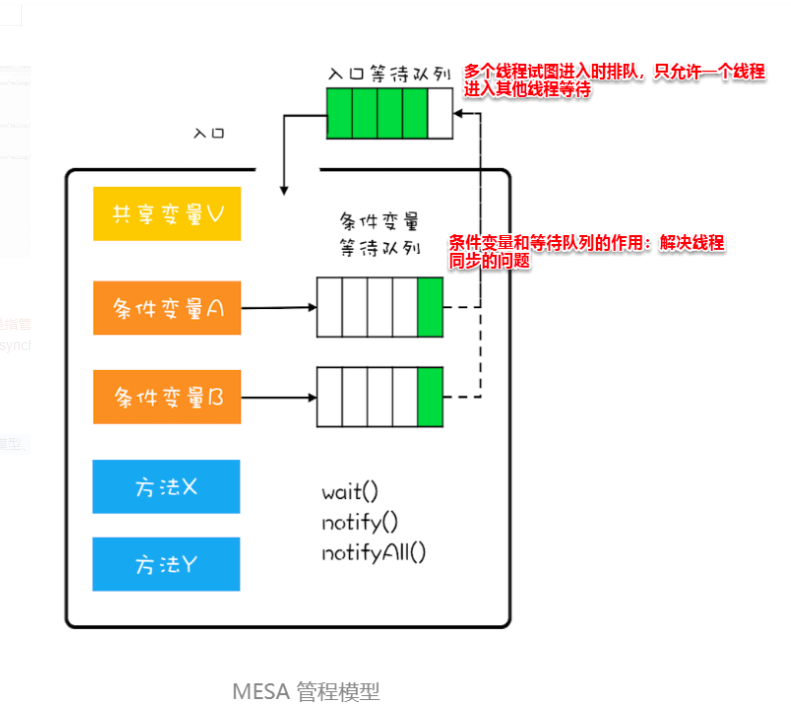 入口等待队列
多个线程试图进入时排队，只允许一个线程
进入其他线程等待
入口
共享变量V
条件变量
等待队列
条件变量和等待队列的作用：解决线程
同步的问题
条件变量A
条件变量B
方法X
wait()
notify()
notifyAll()
方法Y
MESA 管程模型